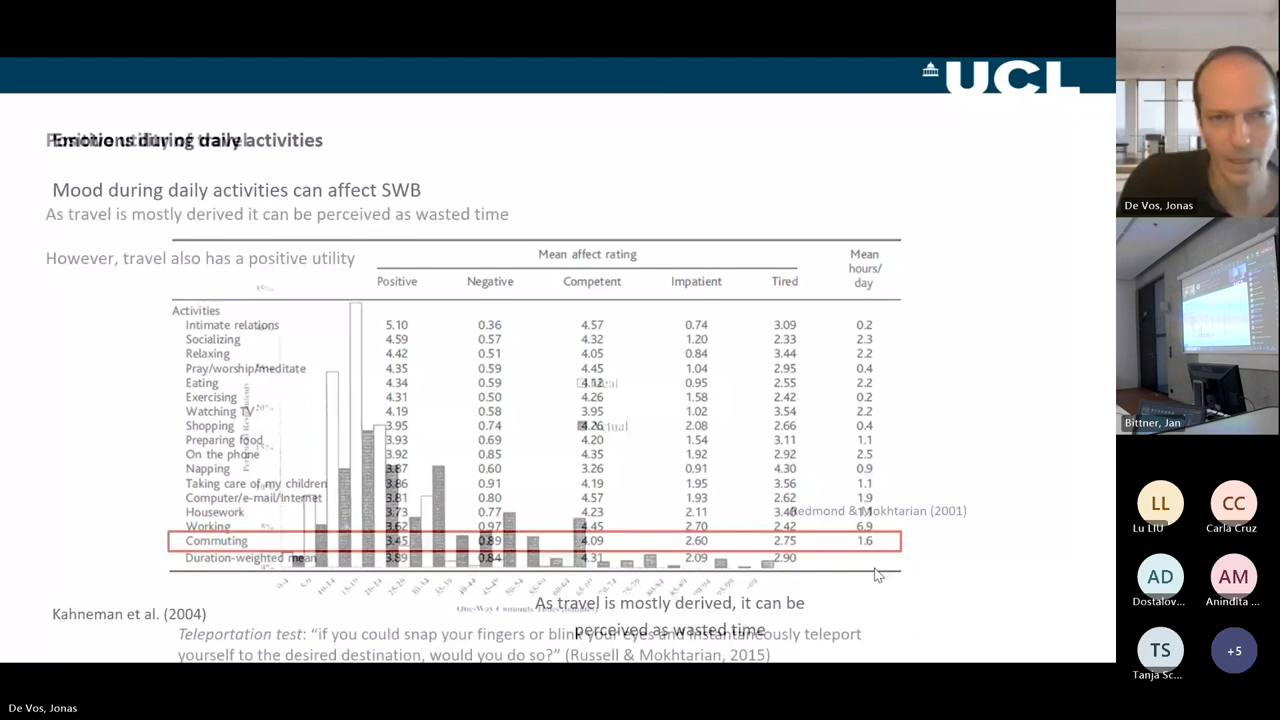 UCL
Emotions during daily activities
Mood during daily activities can affect SWB
As travel is mostly derived it can be perceived as wasted time
However, travel also has a positive utility
Mean affect rating
Mean hours/day
Positive Negative Competent Impatient Tired
Activities
Intimate relations 5.10 0.36 4.57 0.74 3.09 0.2
Socializing 4.59 0.57 4.32 1.20 2.33 2.3
Relaxing 4.42 0.51 4.05 0.84 3.44 2.2
Pray/worship/meditate 4.35 0.59 4.45 1.04 2.95 0.4
Eating 4.34 0.59 4.12 0.95 2.55 2.2
Exercising 4.31 0.50 4.26 1.58 2.42 0.2
Watching TV 4.19 0.58 3.95 1.02 3.54 2.2
Shopping 3.95 0.74 4.26 2.08 2.66 0.4
Preparing food 3.93 0.69 4.20 1.54 3.11 1.1
On the phone 3.92 0.85 4.35 1.92 2.92 2.5
Napping 3.87 0.60 3.26 0.91 4.30 0.9
Taking care of my children 3.86 0.91 4.19 1.95 3.56 1.1
Computer/e-mail/Internet 3.81 0.80 4.57 1.93 2.62 1.9
Housework 3.73 0.77 4.23 2.11
Redmond & Mokhtarian (2001)
Working 3.62 0.97 4.45 2.70 2.42 6.9
Commuting 3.45 0.89 4.09 2.60 2.75 1.6
Duration-weighted mean 3.89 0.84 4.31 2.09 2.90
Kahneman et al. (2004)
As travel is mostly derived, it can be
perceived as wasted time
Teleportation test: “if you could snap your fingers or blink your eyes and instantaneously teleport
yourself to the desired destination, would you do so?” (Russell & Mokhtarian, 2015)
De Vos, Jonas
De Vos, Jonas
Bittner, Jan
LL
Lu LIU
CC
Carla Cruz
AD
Dostalov...
AM
Anindita ...
TS
Tanja Sc...
+5